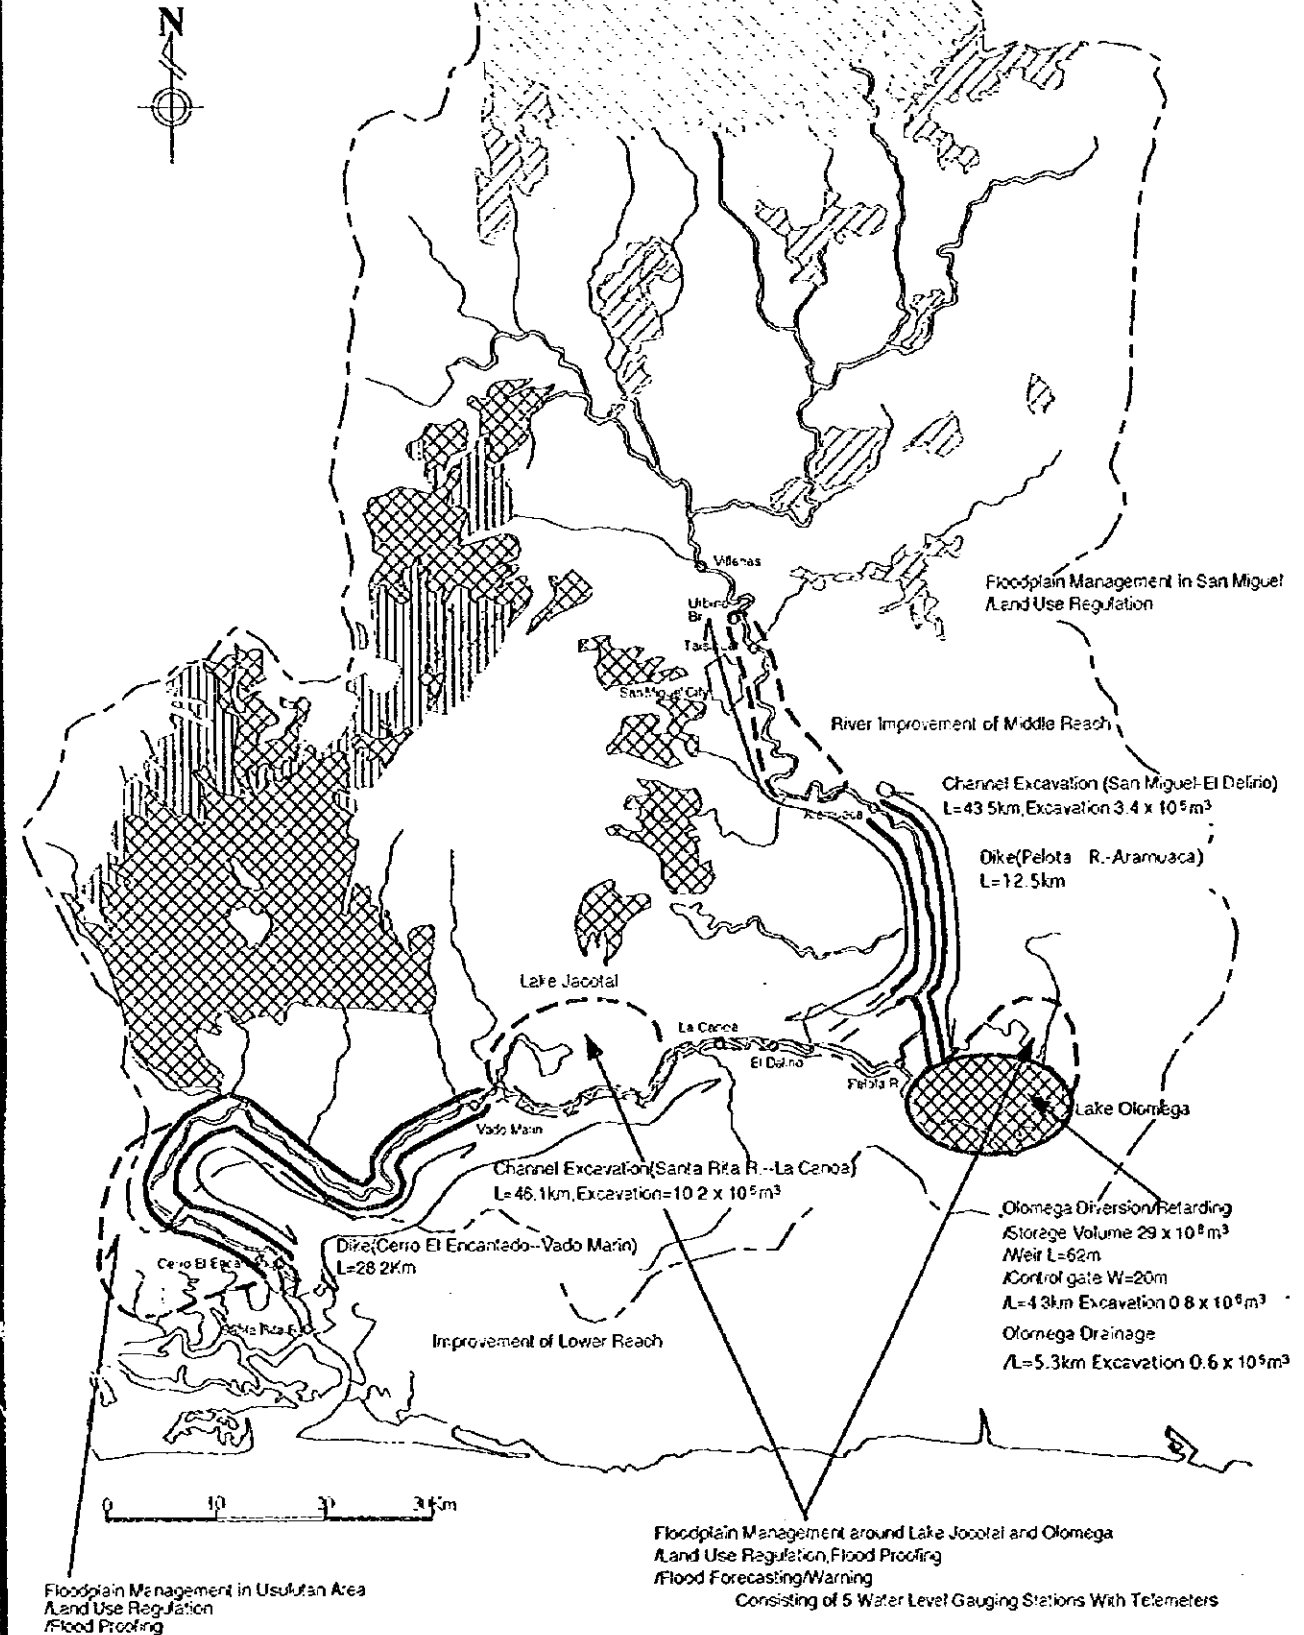 N
Villenas
Urbina
Br
San Miguel City
Floodplain Management in San Miguel
/Land Use Regulation
River Improvement of Middle Reach
Channel Excavation (San Miguel-El Delirio)
L=43.5km,Excavation 3.4 x 10⁶m³
Aramuaca
Dike(Pelota R.-Aramuaca)
L=12.5km
Lake Jocotal
La Canoa
El Delirio
Pelota R
Lake Olomega
Vado Marin
Channel Excavation(Santa Rita R.--La Canoa)
L=46.1km,Excavation=10.2 x 10⁶m³
Olomega Diversion/Retarding
/Storage Volume 29 x 10⁶m³
/Weir L=62m
/Control gate W=20m
/L=4.3km Excavation 0.8 x 10⁶m³
Olomega Drainage
/L=5.3km Excavation 0.6 x 10⁵m³
Dike(Cerro El Encantado--Vado Marin)
L=28.2Km
Cerro El
Improvement of Lower Reach
0 10 20 30Km
Floodplain Management around Lake Jocotal and Olomega
/Land Use Regulation,Flood Proofing
/Flood Forecasting/Warning
Consisting of 5 Water Level Gauging Stations With Telemeters
Floodplain Management in Usulutan Area
/Land Use Regulation
/Flood Proofing